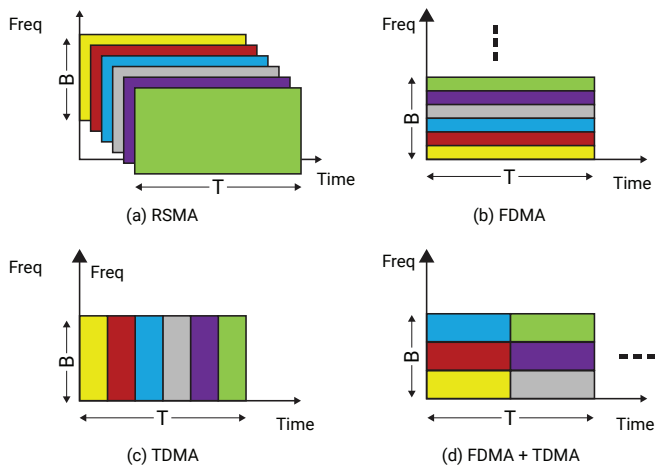 Freq
B
T
Time
(a) RSMA
Freq
B
T
Time
(b) FDMA
Freq
Freq
B
T
Time
(c) TDMA
Freq
B
T
Time
(d) FDMA + TDMA